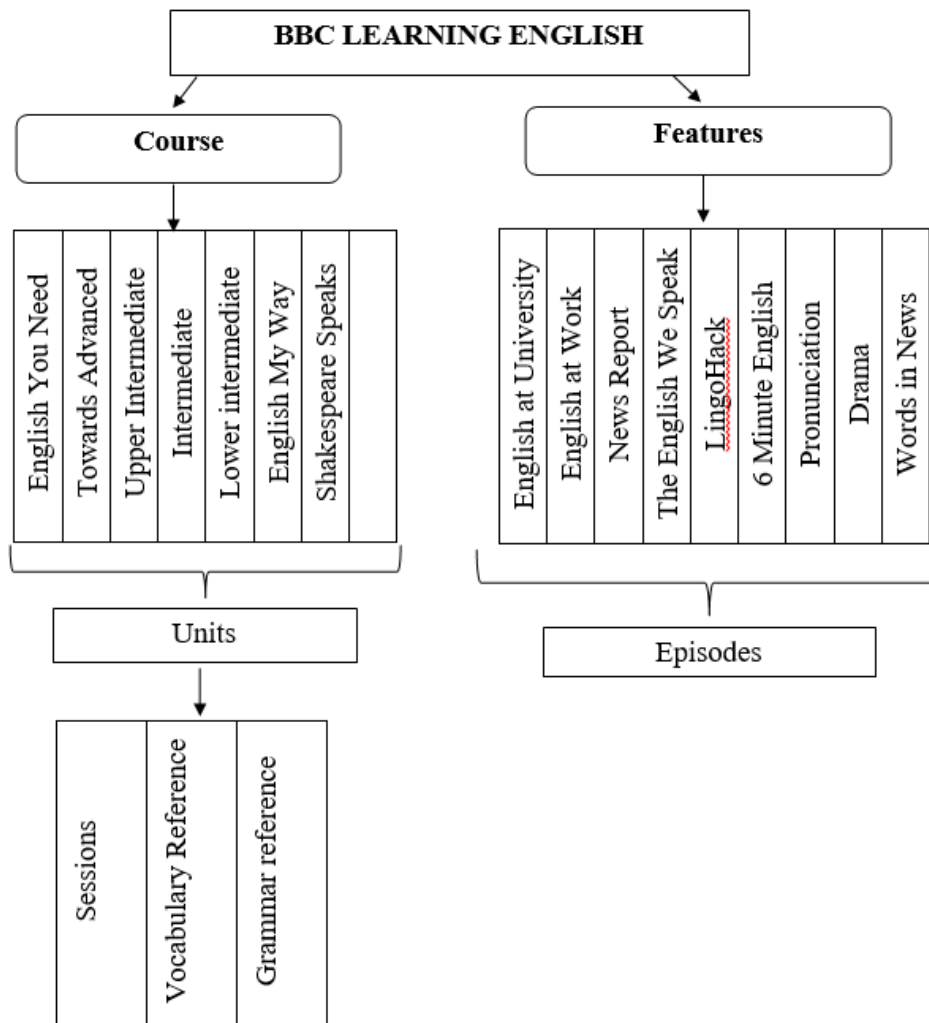 BBC LEARNING ENGLISH
Course
Features
English You Need
Towards Advanced
Upper Intermediate
Intermediate
Lower intermediate
English My Way
Shakespeare Speaks
English at University
English at Work
News Report
The English We Speak
LingoHack
6 Minute English
Pronunciation
Drama
Words in News
Units
Episodes
Sessions
Vocabulary Reference
Grammar reference